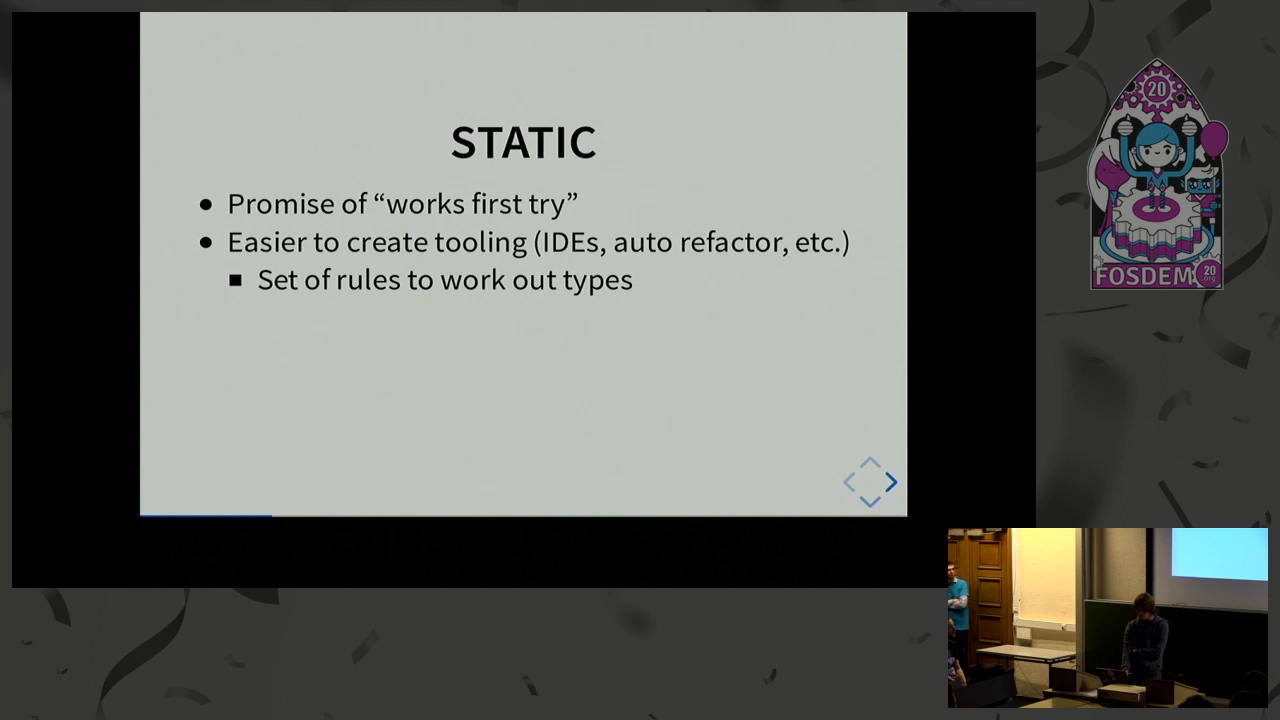 STATIC
Promise of “works first try”
Easier to create tooling (IDEs, auto refactor, etc.)
Set of rules to work out types
20
FOSDEM
20
org